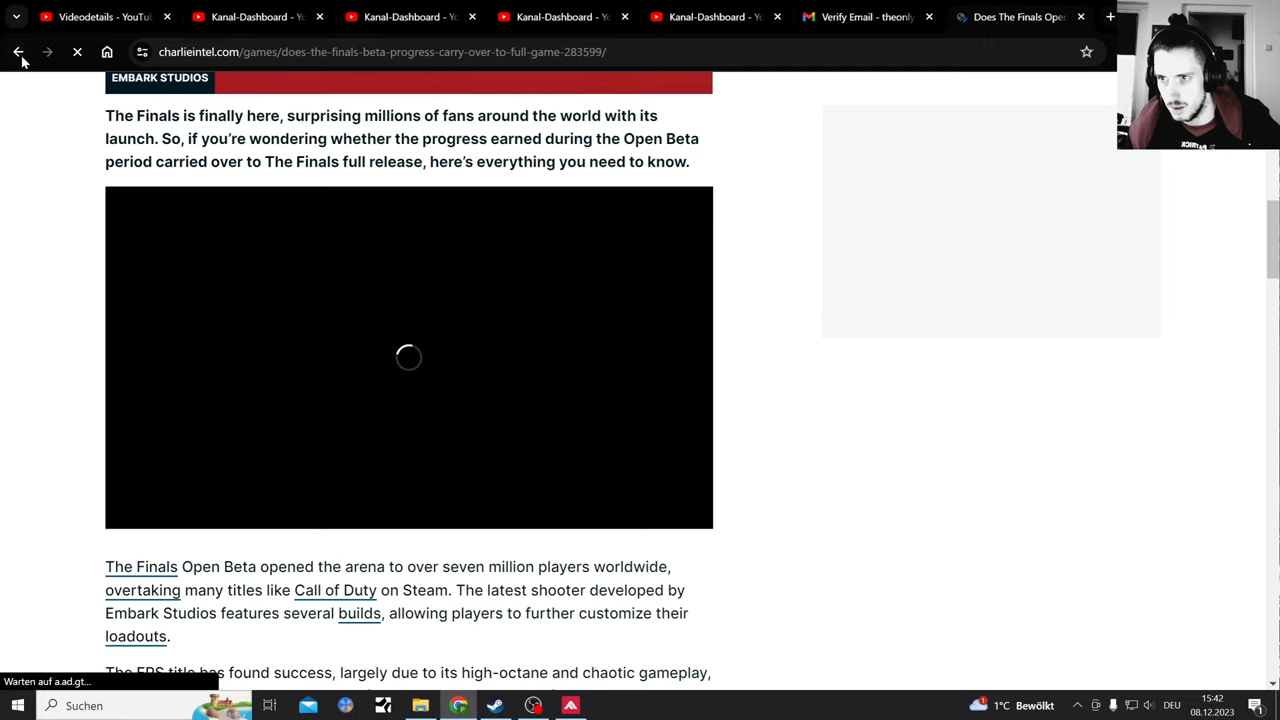 Videodetails - YouTu
Kanal-Dashboard - Yo
Kanal-Dashboard - Yo
Kanal-Dashboard - Yo
Kanal-Dashboard - Yo
Verify Email - theonly
Does The Finals Oper
charlieintel.com/games/does-the-finals-beta-progress-carry-over-to-full-game-283599/
EMBARK STUDIOS
The Finals is finally here, surprising millions of fans around the world with its
launch. So, if you’re wondering whether the progress earned during the Open Beta
period carried over to The Finals full release, here’s everything you need to know.
The Finals Open Beta opened the arena to over seven million players worldwide,
overtaking many titles like Call of Duty on Steam. The latest shooter developed by
Embark Studios features several builds, allowing players to further customize their
loadouts.
The FPS title has found success, largely due to its high-octane and chaotic gameplay,
Warten auf a.ad.gt...
Suchen
1°C Bewölkt
DEU
15:42
08.12.2023